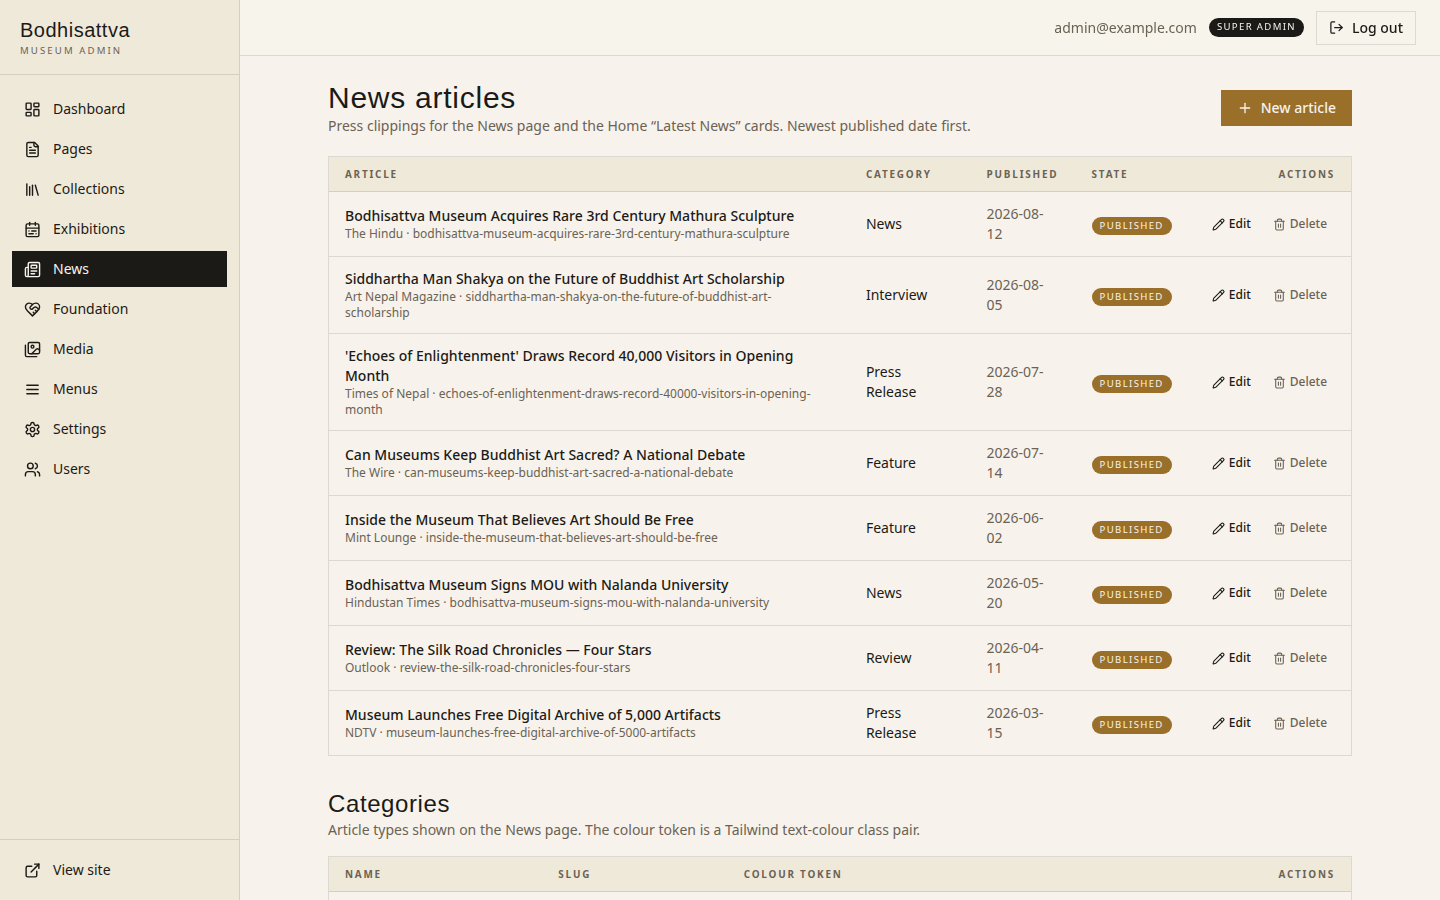 Bodhisattva
MUSEUM ADMIN
admin@example.com
SUPER ADMIN
Log out
Dashboard
Pages
Collections
Exhibitions
News
Foundation
Media
Menus
Settings
Users
View site
News articles
Press clippings for the News page and the Home “Latest News” cards. Newest published date first.
New article
ARTICLE CATEGORY PUBLISHED STATE ACTIONS
Bodhisattva Museum Acquires Rare 3rd Century Mathura Sculpture
The Hindu · bodhisattva-museum-acquires-rare-3rd-century-mathura-sculpture
News
2026-08-
12
PUBLISHED
Edit Delete
Siddhartha Man Shakya on the Future of Buddhist Art Scholarship
Art Nepal Magazine · siddhartha-man-shakya-on-the-future-of-buddhist-art-
scholarship
Interview
2026-08-
05
PUBLISHED
Edit Delete
'Echoes of Enlightenment' Draws Record 40,000 Visitors in Opening
Month
Times of Nepal · echoes-of-enlightenment-draws-record-40000-visitors-in-opening-
month
Press
Release
2026-07-
28
PUBLISHED
Edit Delete
Can Museums Keep Buddhist Art Sacred? A National Debate
The Wire · can-museums-keep-buddhist-art-sacred-a-national-debate
Feature
2026-07-
14
PUBLISHED
Edit Delete
Inside the Museum That Believes Art Should Be Free
Mint Lounge · inside-the-museum-that-believes-art-should-be-free
Feature
2026-06-
02
PUBLISHED
Edit Delete
Bodhisattva Museum Signs MOU with Nalanda University
Hindustan Times · bodhisattva-museum-signs-mou-with-nalanda-university
News
2026-05-
20
PUBLISHED
Edit Delete
Review: The Silk Road Chronicles — Four Stars
Outlook · review-the-silk-road-chronicles-four-stars
Review
2026-04-
11
PUBLISHED
Edit Delete
Museum Launches Free Digital Archive of 5,000 Artifacts
NDTV · museum-launches-free-digital-archive-of-5000-artifacts
Press
Release
2026-03-
15
PUBLISHED
Edit Delete
Categories
Article types shown on the News page. The colour token is a Tailwind text-colour class pair.
NAME SLUG COLOUR TOKEN ACTIONS